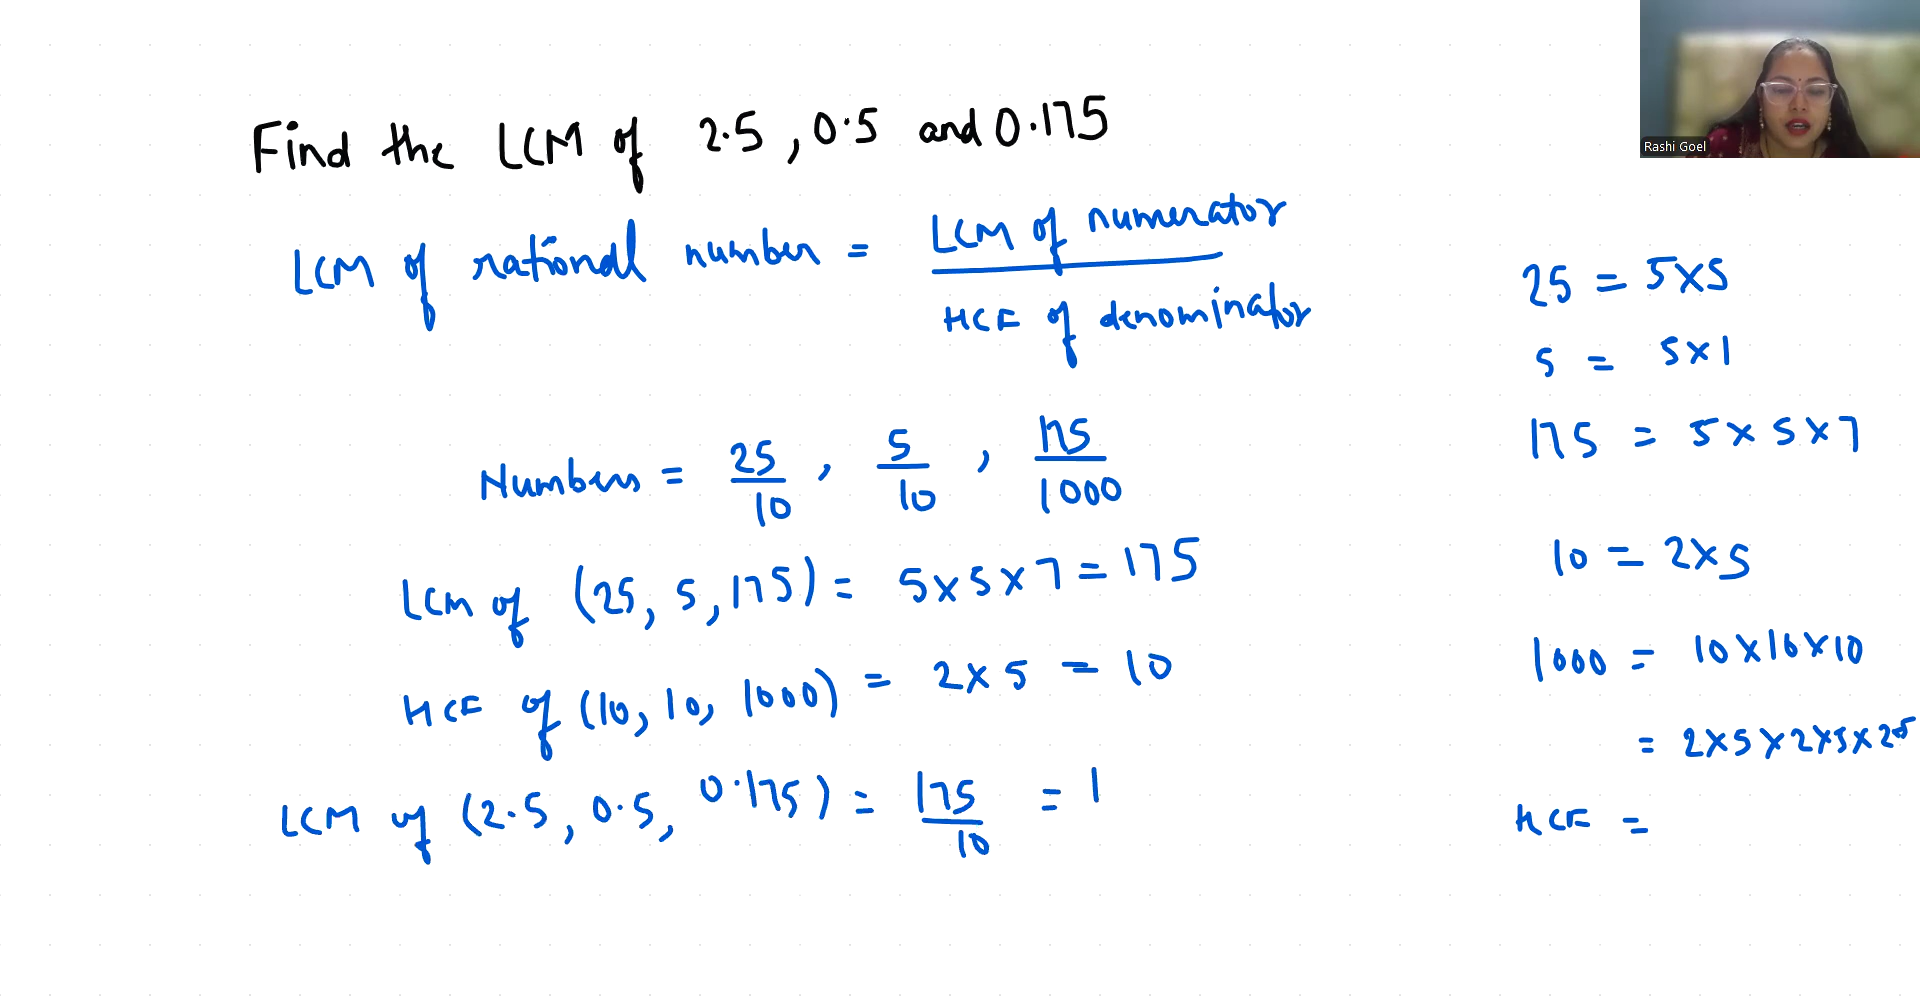 Find the LCM of 2.5, 0.5 and 0.175
Rashi Goel
LCM of rational number = LCM of numerator
HCF of denominator
Numbers = 25/10, 5/10, 175/1000
LCM of (25, 5, 175) = 5×5×7 = 175
HCF of (10, 10, 1000) = 2×5 = 10
LCM of (2.5, 0.5, 0.175) = 175/10 = 1
25 = 5×5
5 = 5×1
175 = 5×5×7
10 = 2×5
1000 = 10×10×10
= 2×5×2×5×2×5
HCF =